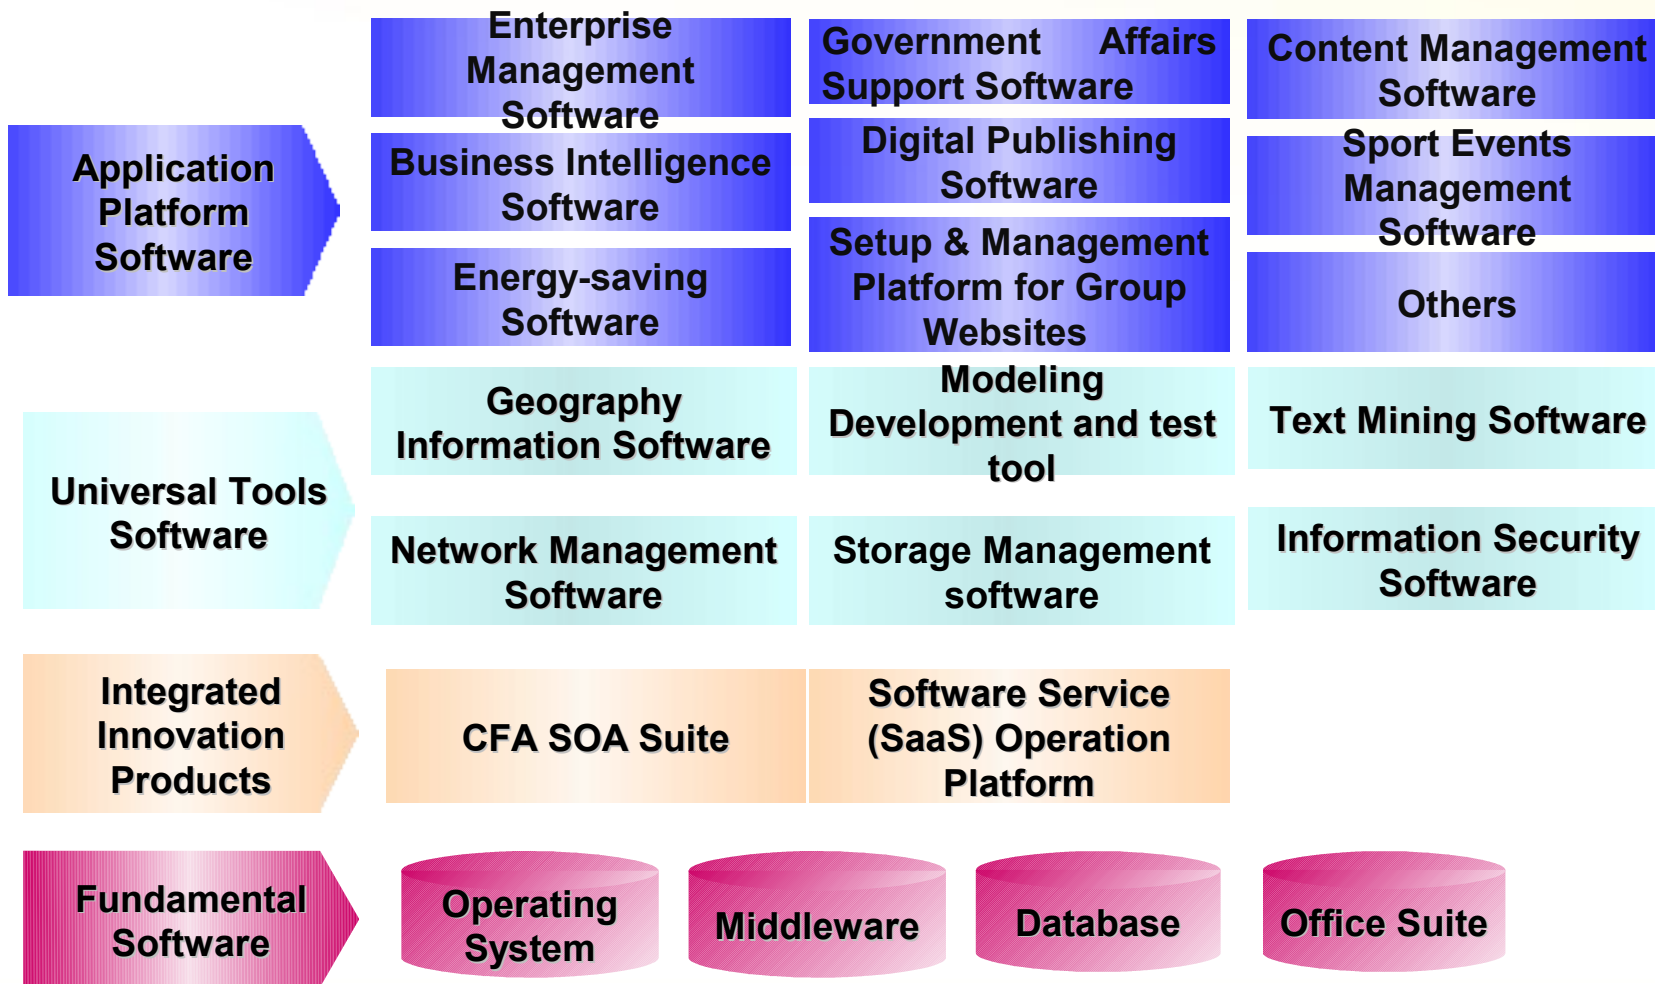 Application
Platform
Software
Enterprise
Management
Software
Government Affairs
Support Software
Content Management
Software
Business Intelligence
Software
Digital Publishing
Software
Sport Events
Management
Software
Energy-saving
Software
Setup & Management
Platform for Group
Websites
Others
Universal Tools
Software
Geography
Information Software
Modeling
Development and test
tool
Text Mining Software
Network Management
Software
Storage Management
software
Information Security
Software
Integrated
Innovation
Products
CFA SOA Suite
Software Service
(SaaS) Operation
Platform
Fundamental
Software
Operating
System
Middleware
Database
Office Suite